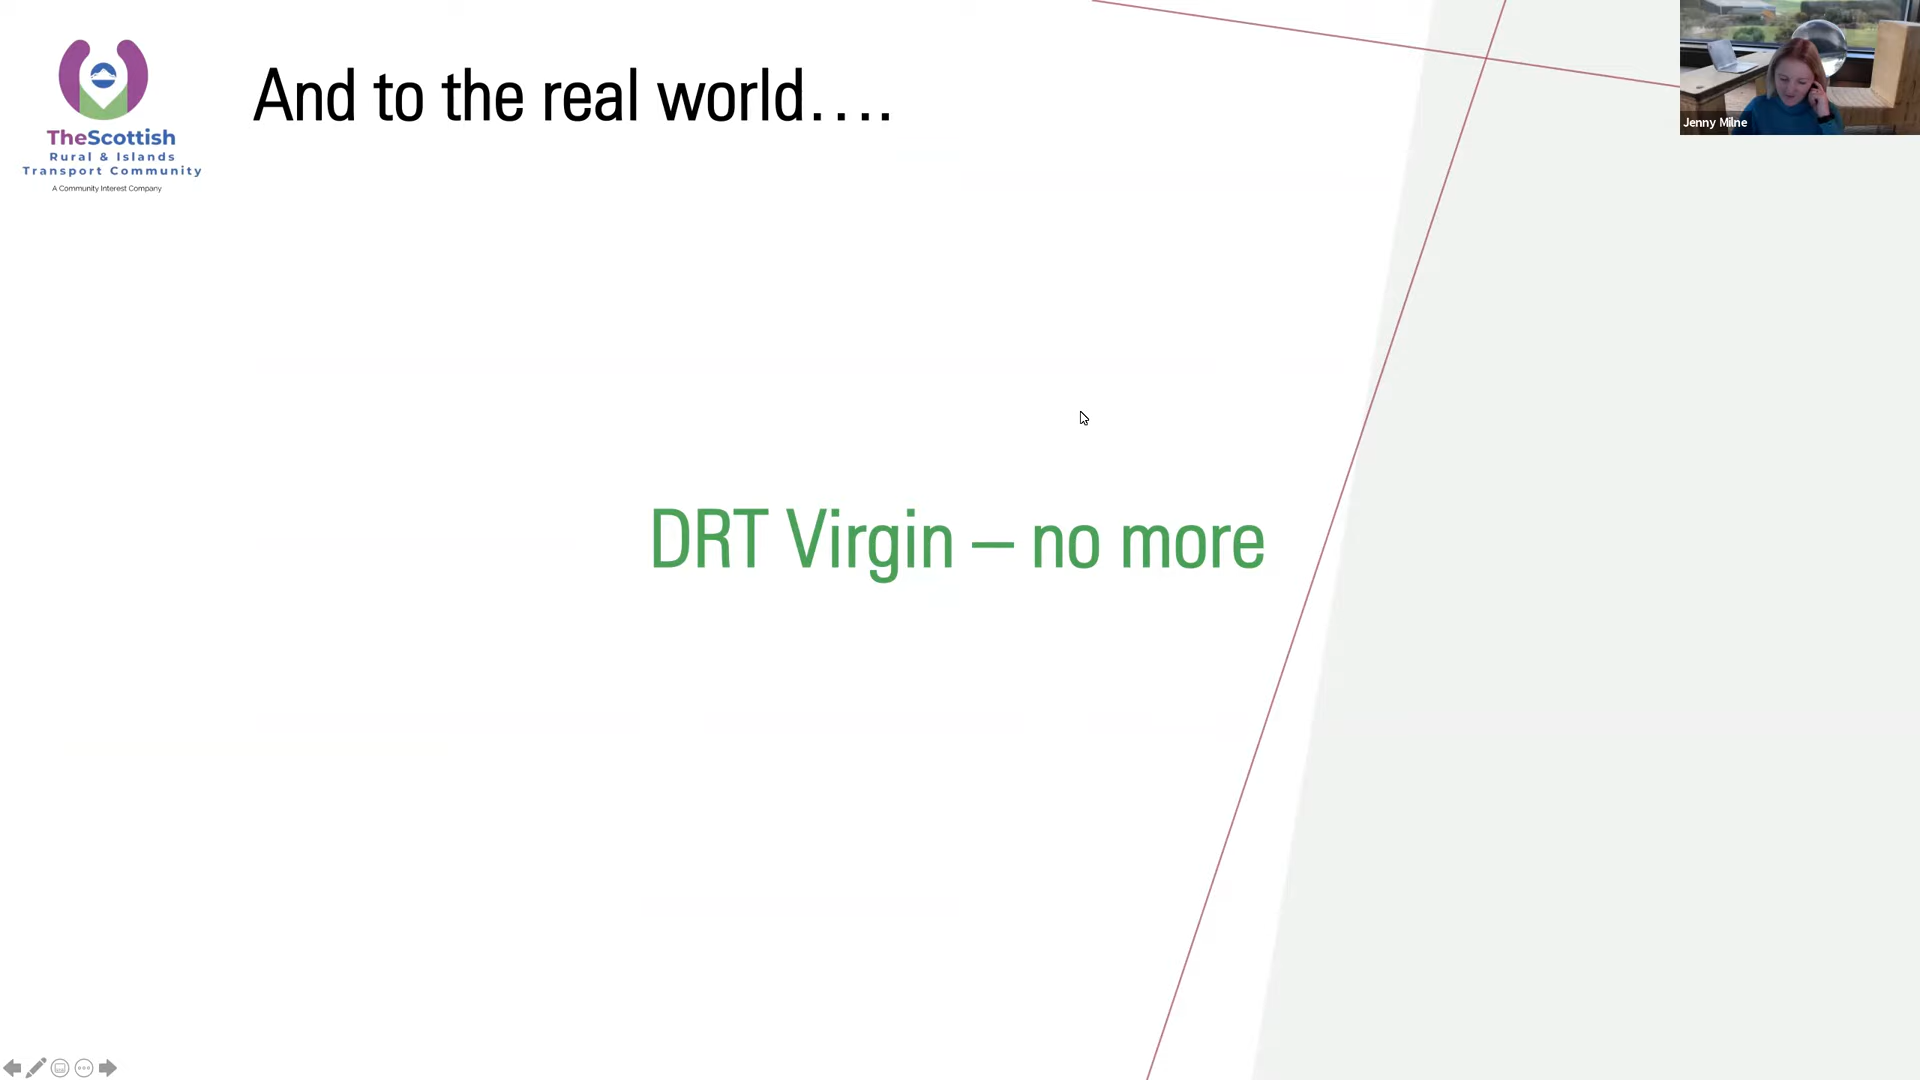 And to the real world....
TheScottish
Rural & Islands
Transport Community
A Community Interest Company
Jenny Milne
DRT Virgin – no more